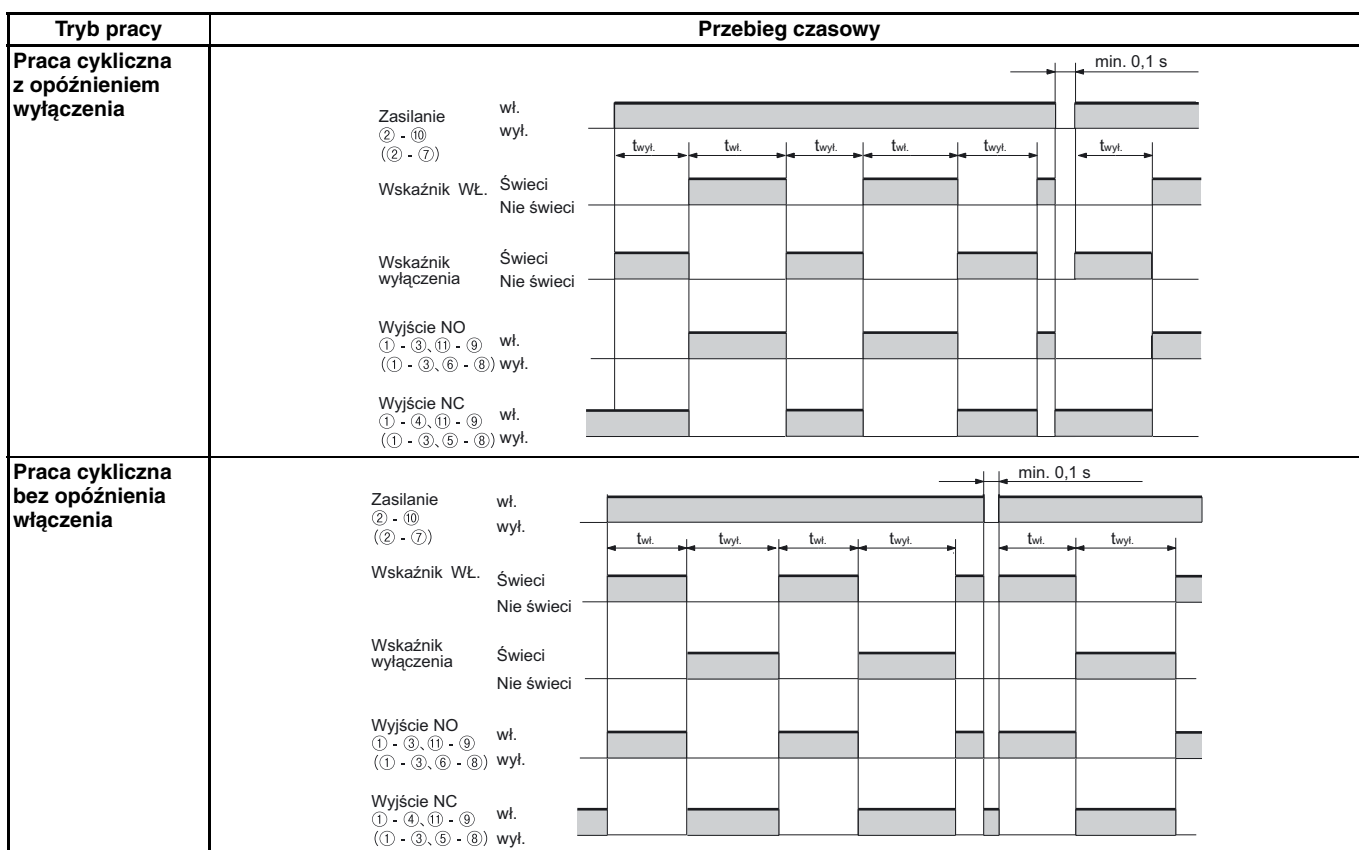 Tryb pracy
Przebieg czasowy
Praca cykliczna
z opóźnieniem
wyłączenia
min. 0,1 s
Zasilanie
② - ⑩
(② - ⑦)
wł.
wył.
twył.
twł.
twył.
twł.
twył.
twył.
Wskaźnik WŁ.
Świeci
Nie świeci
Wskaźnik
wyłączenia
Świeci
Nie świeci
Wyjście NO
① - ③、⑪ - ⑨
(① - ③、⑥ - ⑧)
wł.
wył.
Wyjście NC
① - ④、⑪ - ⑨
(① - ③、⑤ - ⑧)
wł.
wył.
Praca cykliczna
bez opóźnienia
włączenia
min. 0,1 s
Zasilanie
② - ⑩
(② - ⑦)
wł.
wył.
twł.
twył.
twł.
twył.
twł.
twył.
Wskaźnik WŁ.
Świeci
Nie świeci
Wskaźnik
wyłączenia
Świeci
Nie świeci
Wyjście NO
① - ③、⑪ - ⑨
(① - ③、⑥ - ⑧)
wł.
wył.
Wyjście NC
① - ④、⑪ - ⑨
(① - ③、⑤ - ⑧)
wł.
wył.